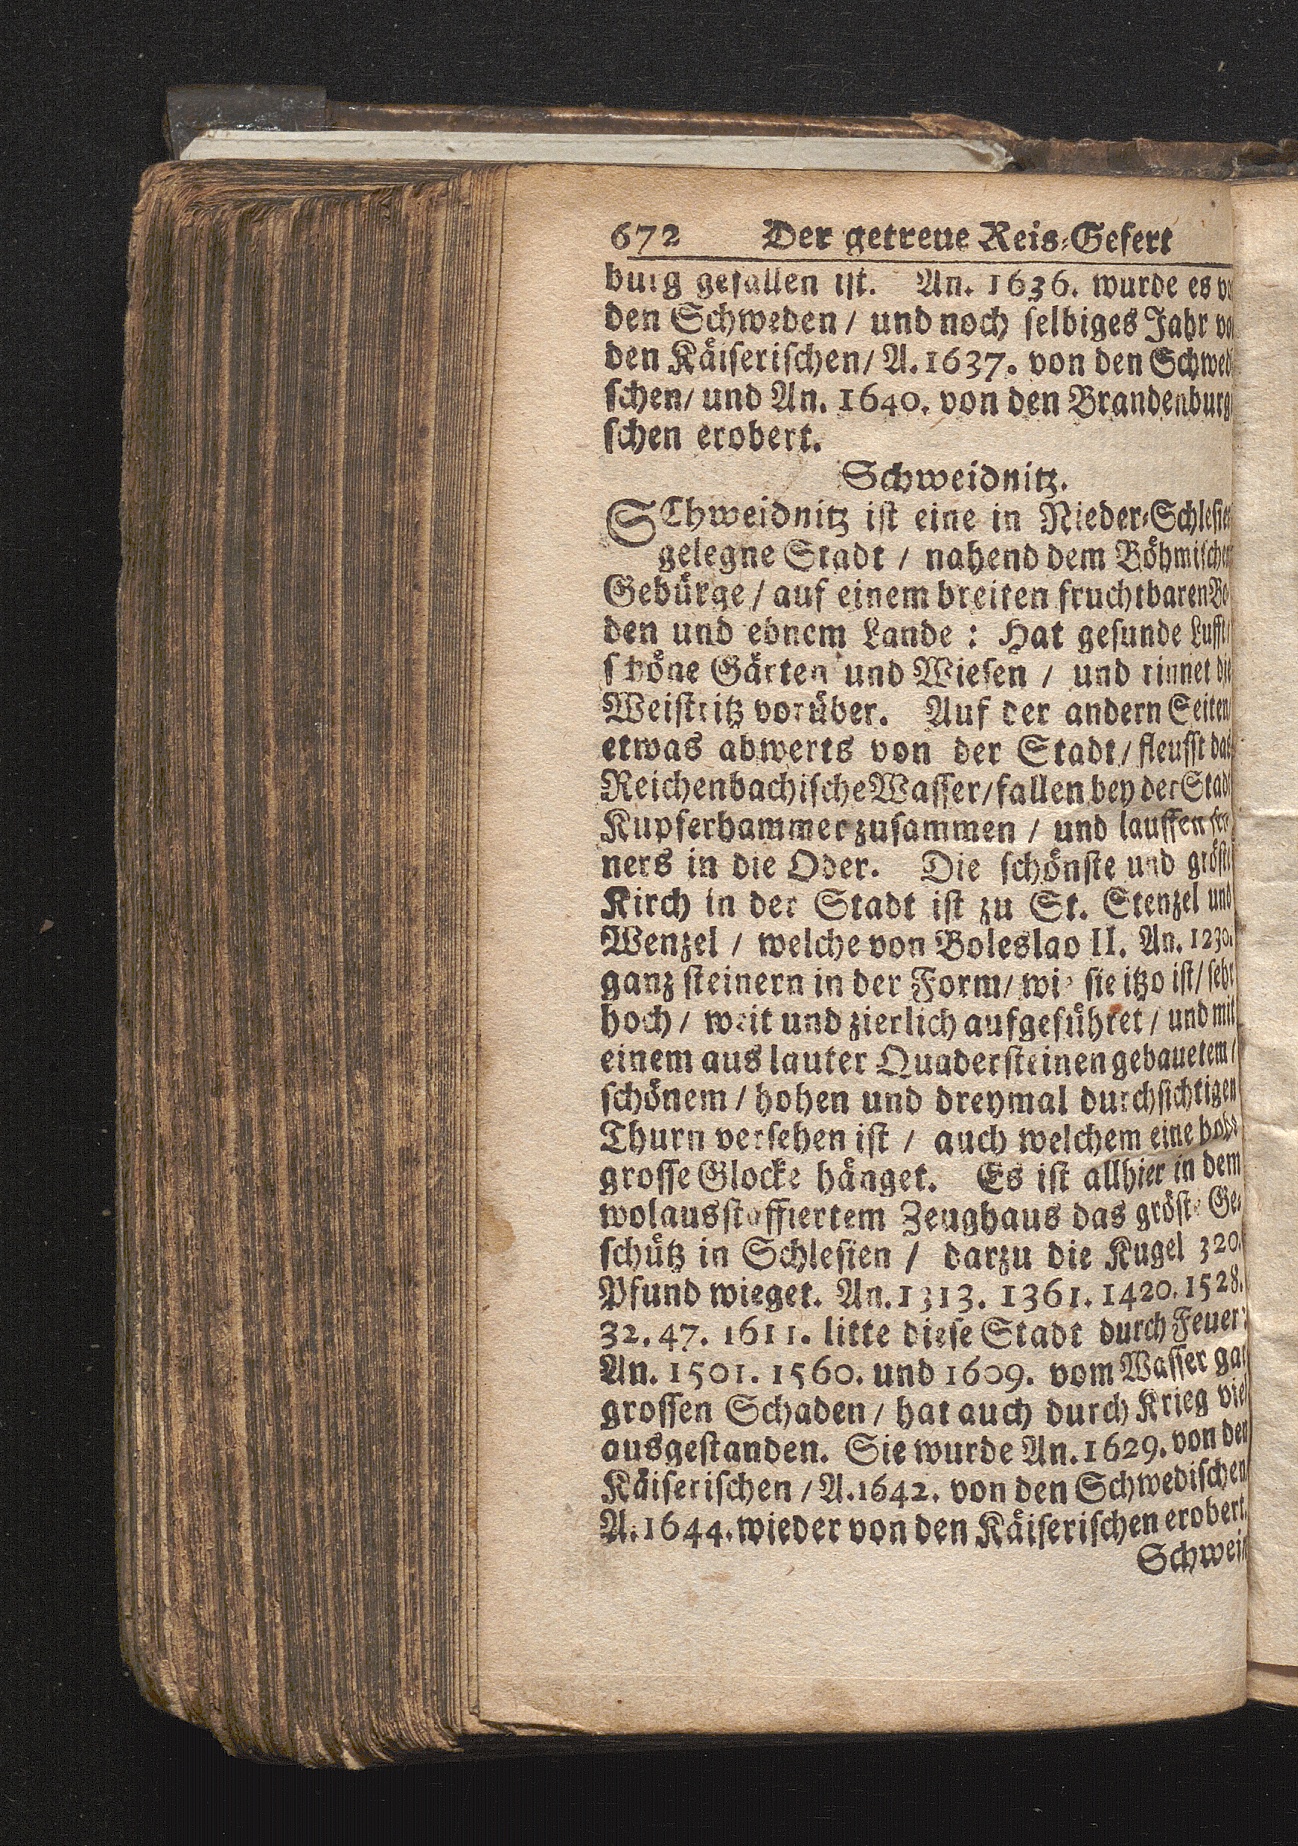 672 Der getreue Reis-Gefert
burg gefallen ist. An. 1636. wurde es
den Schweden / und noch selbiges Jahr
den Käiserischen / A. 1637. von den Schwedi
schen / und An. 1640. von den Brandenburgi
schen erobert.
Schweidnitz.
SChweidnitz ist eine in Nieder-Schlesien
gelegne Stadt / nahend dem Böhmischen
Gebürge / auf einem breiten fruchtbaren Bo
den und ebnem Lande : Hat gesunde Lufft /
schöne Gärten und Wiesen / und rinnet die
Weistritz vorüber. Auf der andern Seiten
etwas abwerts von der Stadt / fleusst das
Reichenbachische Wasser / fallen bey der Stadt
Kupferhammer zusammen / und lauffen fer
ners in die Oder. Die schönste und gröste
Kirch in der Stadt ist zu St. Stenzel und
Wenzel / welche von Boleslao II. An. 1230.
ganz steinern in der Form / wie sie itzo ist / sehr
hoch / weit und zierlich aufgeführet / und mit
einem aus lauter Quadersteinen gebauetem /
schönem / hohen und dreymal durchsichtigen
Thurn versehen ist / auch welchem eine
grosse Glocke hänget. Es ist allhier in dem
wolausstaffiertem Zeughaus das gröste Ge-
schütz in Schlesien / darzu die Kugel 320.
Pfund wieget. An. 1313. 1361. 1420. 1528.
32. 47. 1611. litte diese Stadt durch Feuer:
An. 1501. 1560. und 1609. vom Wasser gar
grossen Schaden / hat auch durch Krieg viel
ausgestanden. Sie wurde An. 1629. von den
Käiserischen / A. 1642. von den Schwedischen
A. 1644. wieder von den Käiserischen erobert.
Schwein